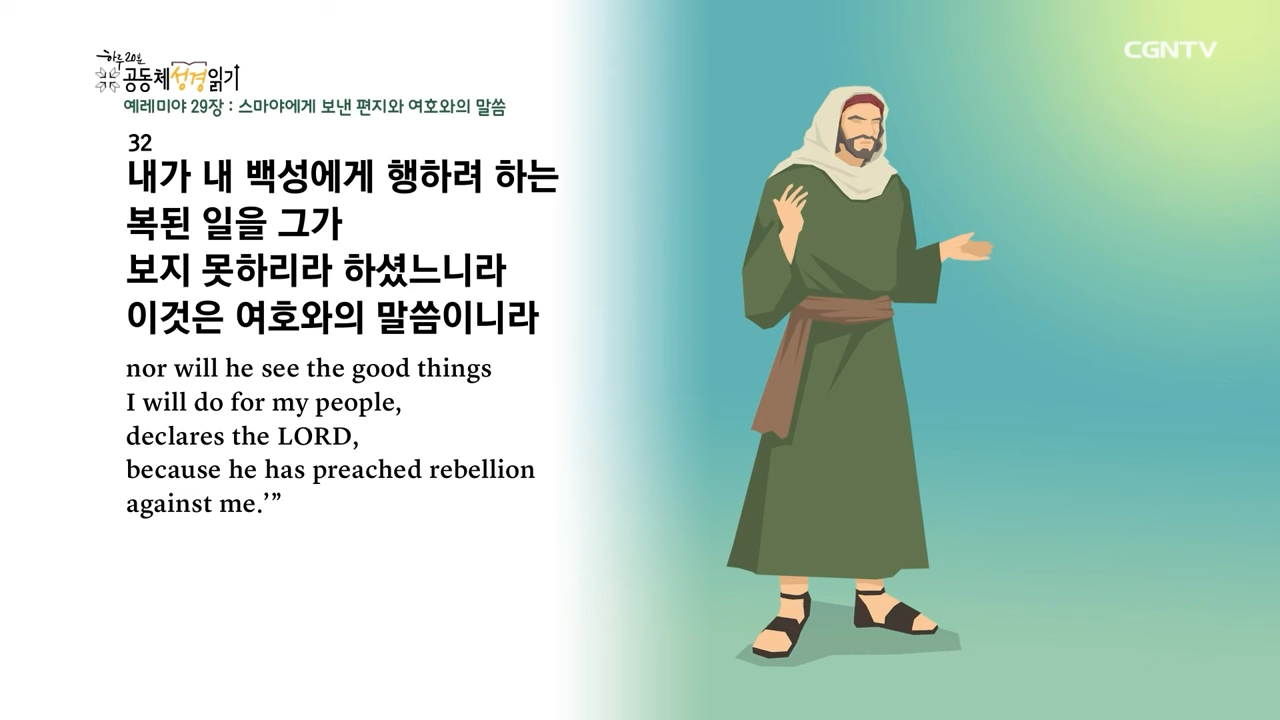 하루 20분
공동체성경읽기
CGNTV
예레미야 29장 : 스마야에게 보낸 편지와 여호와의 말씀
32
내가 내 백성에게 행하려 하는
복된 일을 그가
보지 못하리라 하셨느니라
이것은 여호와의 말씀이니라
nor will he see the good things
I will do for my people,
declares the LORD,
because he has preached rebellion
against me.’”